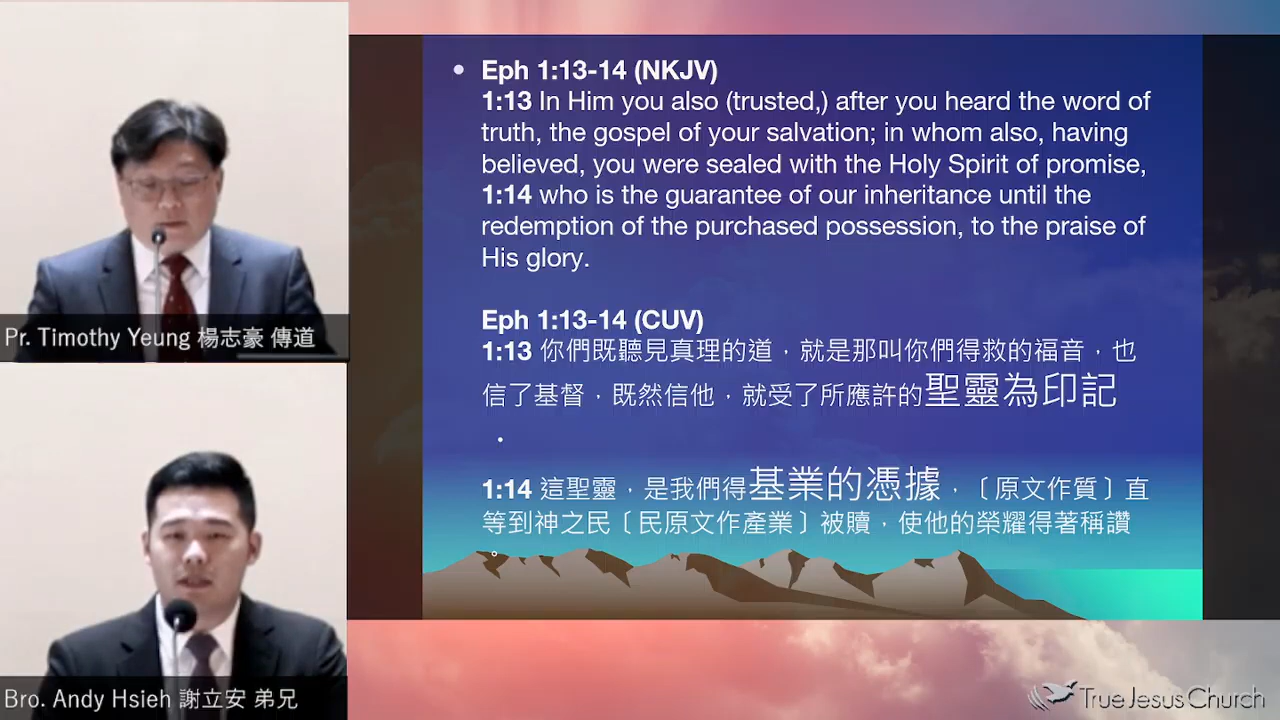 Pr. Timothy Yeung 楊志豪 傳道
Bro. Andy Hsieh 謝立安 弟兄
• Eph 1:13-14 (NKJV)
1:13 In Him you also (trusted,) after you heard the word of
truth, the gospel of your salvation; in whom also, having
believed, you were sealed with the Holy Spirit of promise,
1:14 who is the guarantee of our inheritance until the
redemption of the purchased possession, to the praise of
His glory.
Eph 1:13-14 (CUV)
1:13 你們既聽見真理的道，就是那叫你們得救的福音，也
信了基督，既然信他，就受了所應許的聖靈為印記
．
1:14 這聖靈，是我們得基業的憑據，〔原文作質〕直
等到神之民〔民原文作產業〕被贖，使他的榮耀得著稱讚
。
True Jesus Church